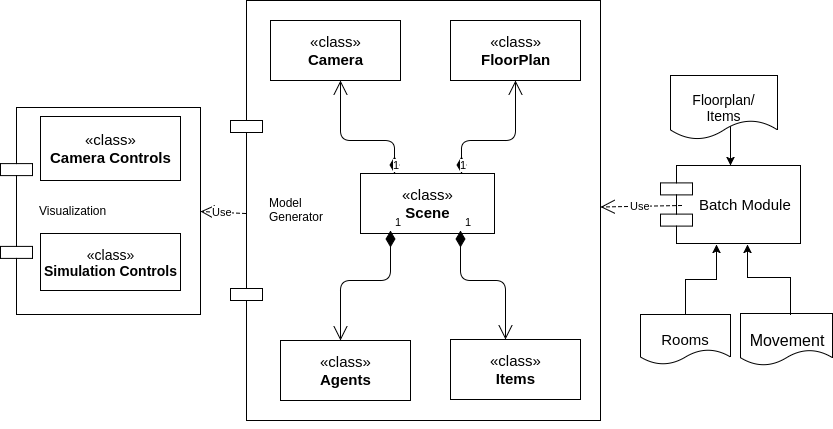 «class»
Camera
«class»
FloorPlan
Floorplan/
Items
«class»
Camera Controls
1
1
«class»
Scene
1
1
Visualization
Use
Model
Generator
Use
Batch Module
«class»
Simulation Controls
«class»
Agents
«class»
Items
Rooms
Movement